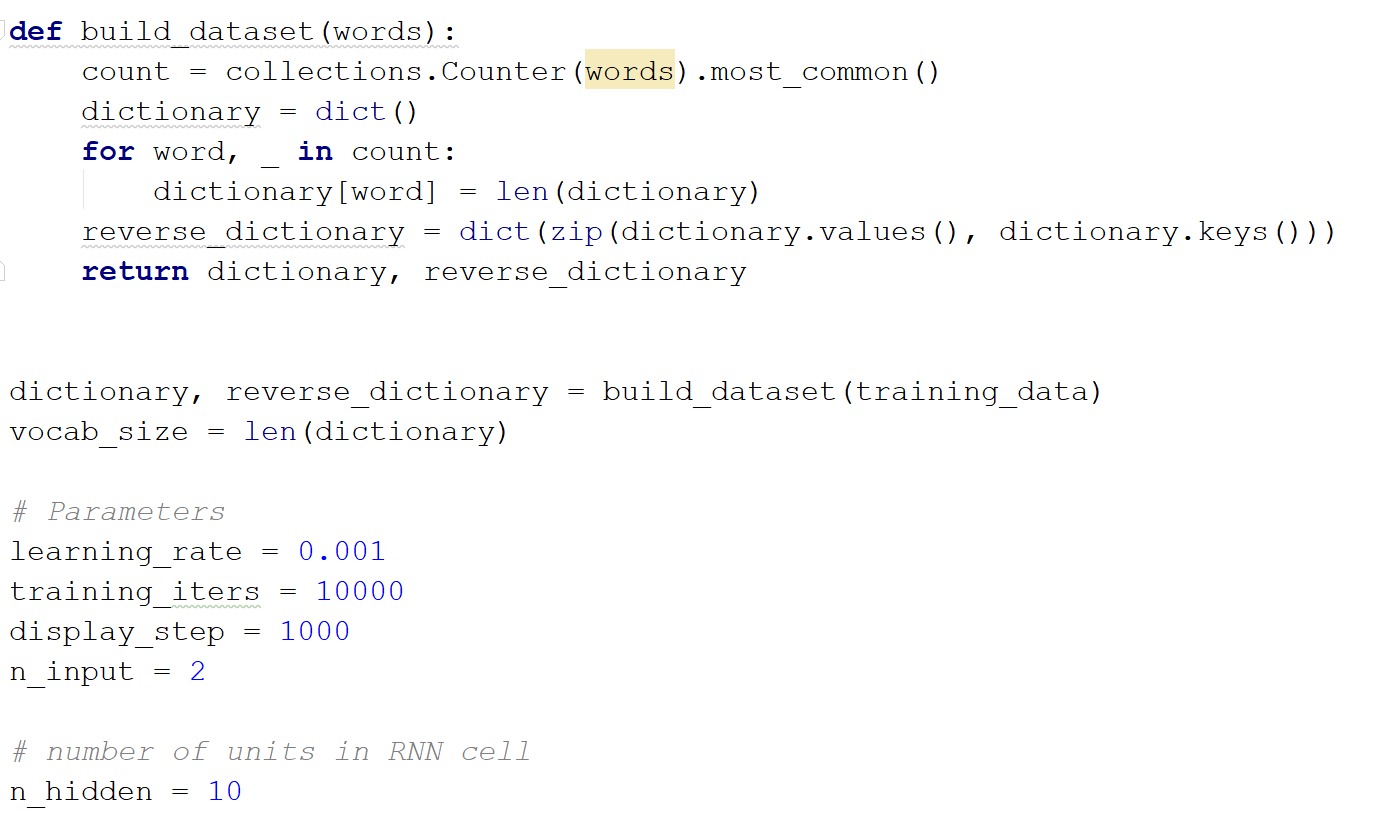 def build_dataset(words):
    count = collections.Counter(words).most_common()
    dictionary = dict()
    for word, _ in count:
        dictionary[word] = len(dictionary)
    reverse_dictionary = dict(zip(dictionary.values(), dictionary.keys()))
    return dictionary, reverse_dictionary
dictionary, reverse_dictionary = build_dataset(training_data)
vocab_size = len(dictionary)
# Parameters
learning_rate = 0.001
training_iters = 10000
display_step = 1000
n_input = 2
# number of units in RNN cell
n_hidden = 10